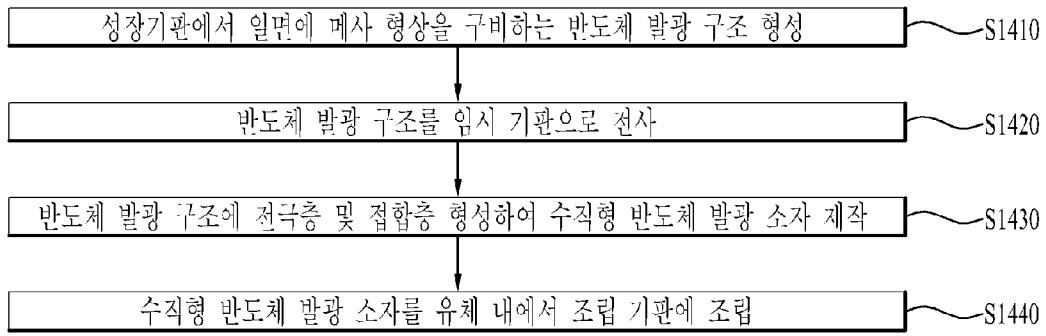 성장기판에서 일면에 메사 형상을 구비하는 반도체 발광 구조 형성
S1410
반도체 발광 구조를 임시 기판으로 전사
S1420
반도체 발광 구조에 전극층 및 접합층 형성하여 수직형 반도체 발광 소자 제작
S1430
수직형 반도체 발광 소자를 유체 내에서 조립 기판에 조립
S1440